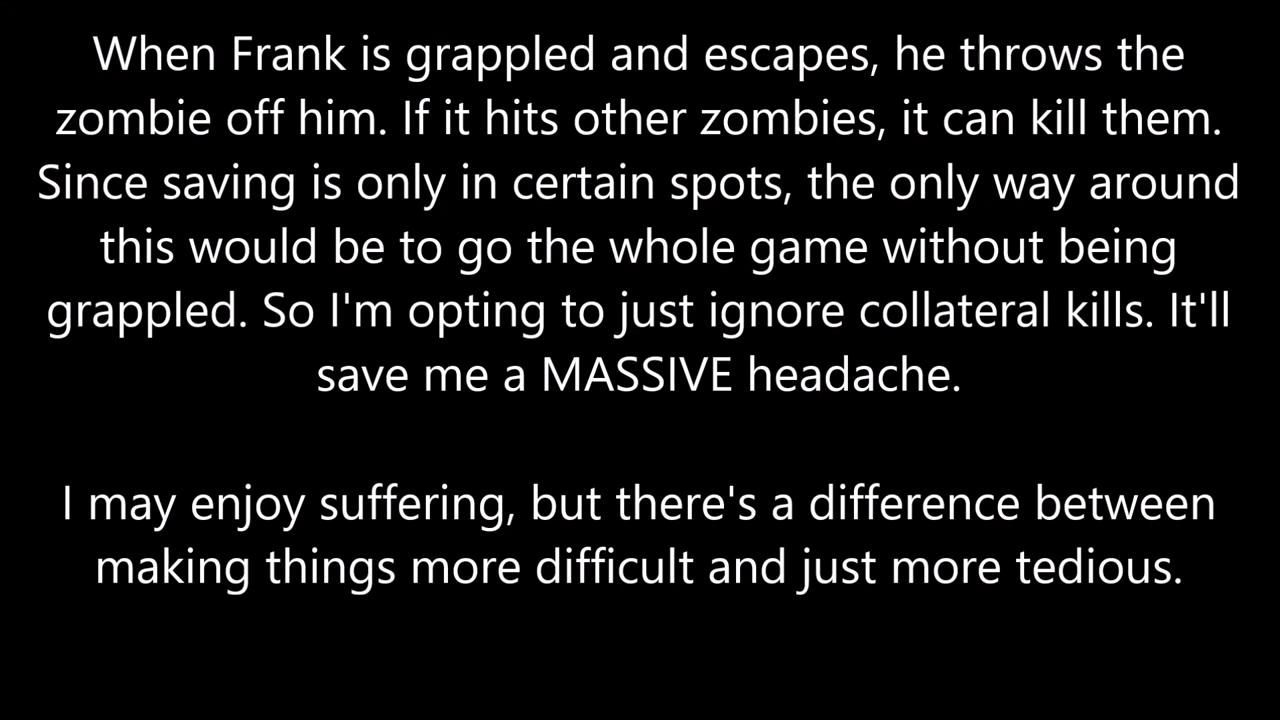 When Frank is grappled and escapes, he throws the
zombie off him. If it hits other zombies, it can kill them.
Since saving is only in certain spots, the only way around
this would be to go the whole game without being
grappled. So I'm opting to just ignore collateral kills. It'll
save me a MASSIVE headache.
I may enjoy suffering, but there's a difference between
making things more difficult and just more tedious.